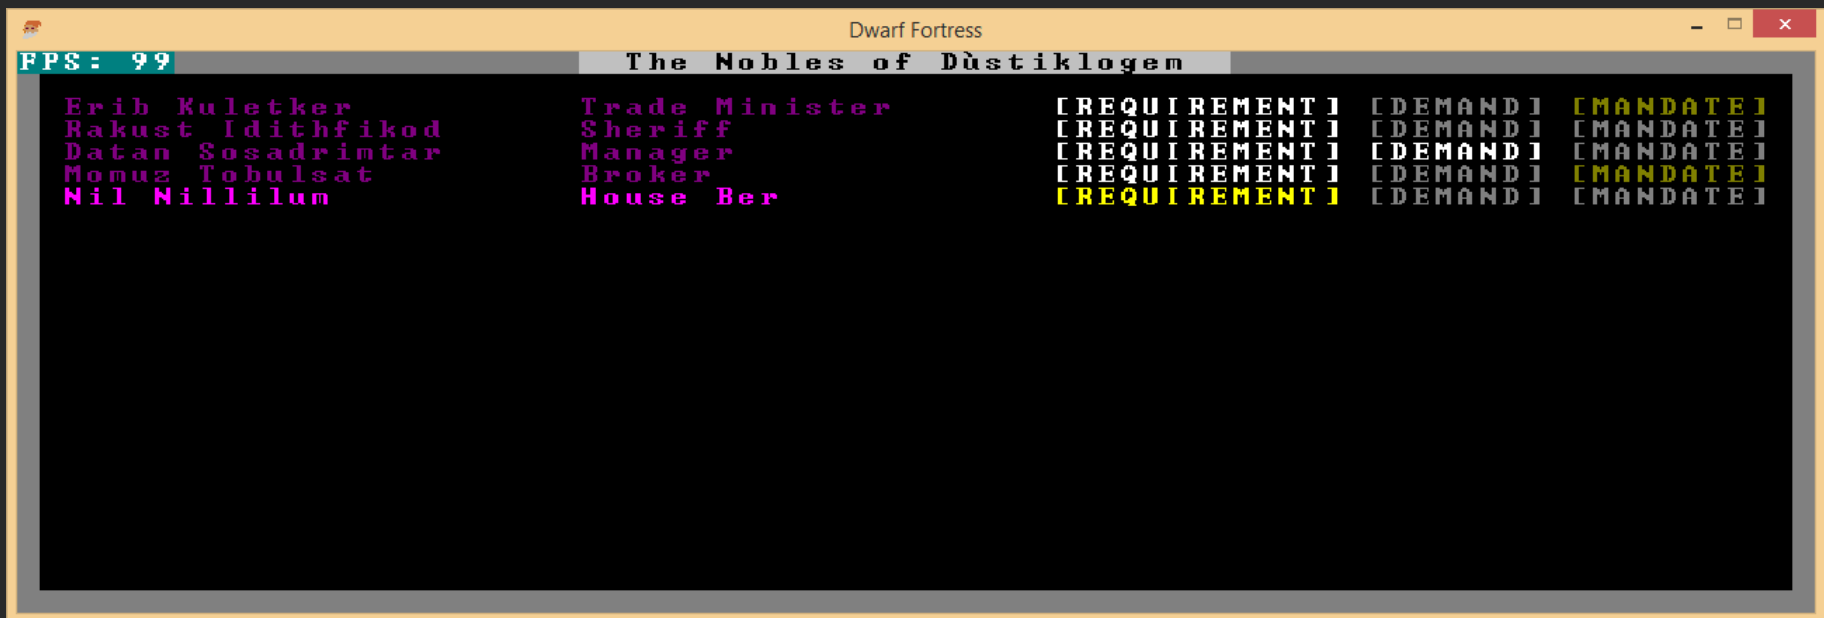 Dwarf Fortress
FPS: 99 The Nobles of Dùstiklogem
Erib Kuletker Trade Minister [REQUIREMENT] [DEMAND] [MANDATE]
Rakust Idithfikod Sheriff [REQUIREMENT] [DEMAND] [MANDATE]
Datan Sosadrimtar Manager [REQUIREMENT] [DEMAND] [MANDATE]
Momuz Tobulsat Broker [REQUIREMENT] [DEMAND] [MANDATE]
Nil Nillilum House Ber [REQUIREMENT] [DEMAND] [MANDATE]